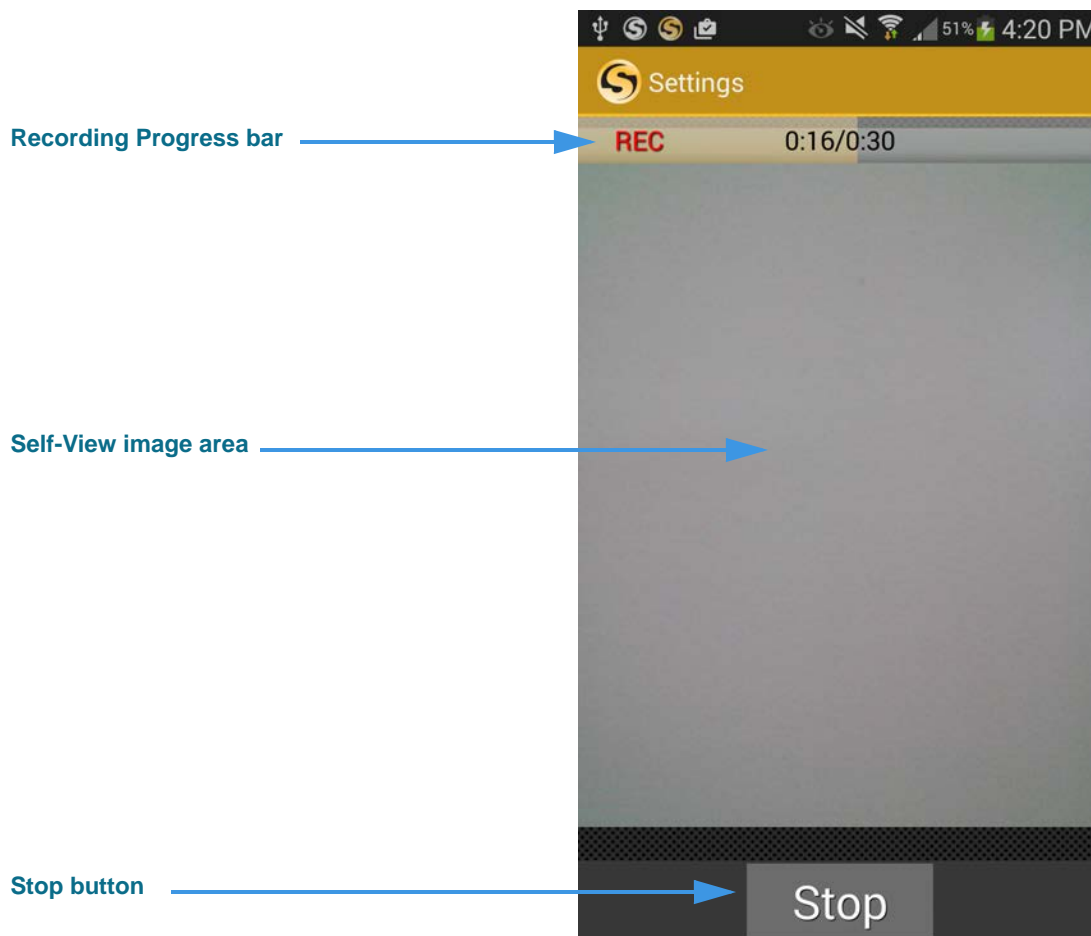 51% 4:20 PM
Settings
Recording Progress bar
REC 0:16/0:30
Self-View image area
Stop button
Stop